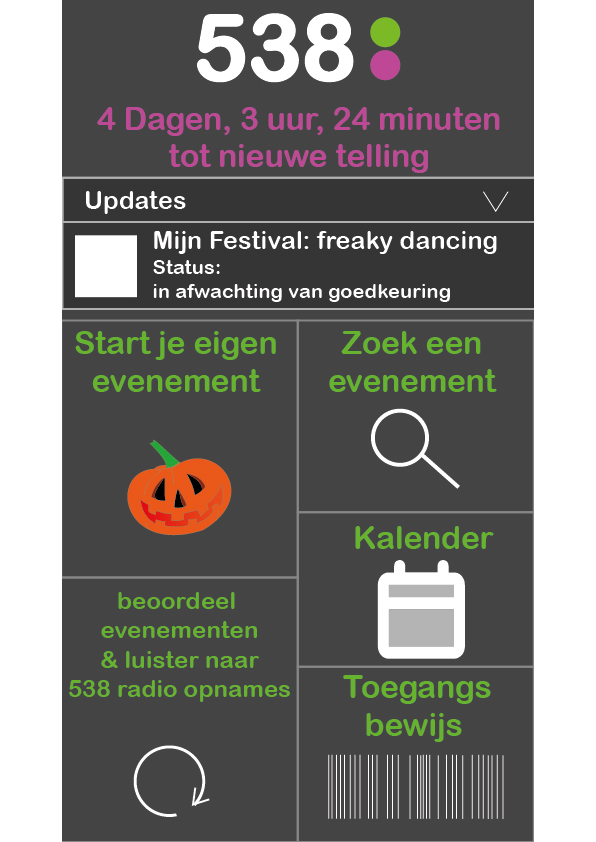 538
4 Dagen, 3 uur, 24 minuten
tot nieuwe telling
Updates
Mijn Festival: freaky dancing
Status:
in afwachting van goedkeuring
Start je eigen
evenement
Zoek een
evenement
Kalender
beoordeel
evenementen
& luister naar
538 radio opnames
Toegangs
bewijs